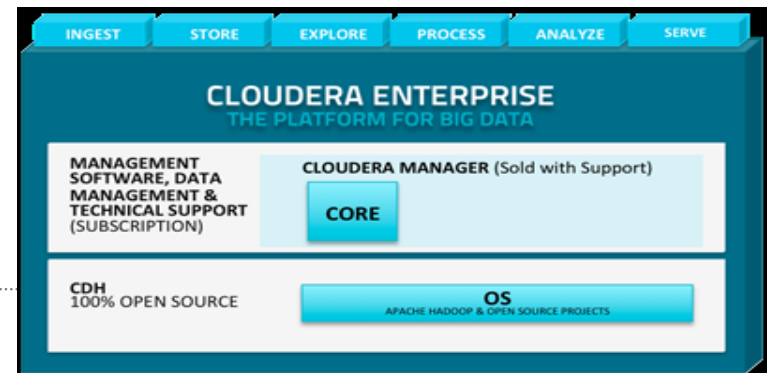 INGEST STORE EXPLORE PROCESS ANALYZE SERVE
CLOUDERA ENTERPRISE
THE PLATFORM FOR BIG DATA
MANAGEMENT
SOFTWARE, DATA
MANAGEMENT &
TECHNICAL SUPPORT
(SUBSCRIPTION)
CLOUDERA MANAGER (Sold with Support)
CORE
CDH
100% OPEN SOURCE
OS
APACHE HADOOP & OPEN SOURCE PROJECTS